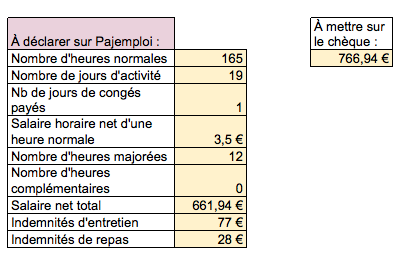 À déclarer sur Pajemploi :
Nombre d'heures normales 165
Nombre de jours d'activité 19
Nb de jours de congés
payés 1
Salaire horaire net d'une
heure normale 3,5 €
Nombre d'heures majorées 12
Nombre d'heures
complémentaires 0
Salaire net total 661,94 €
Indemnités d'entretien 77 €
Indemnités de repas 28 €
À mettre sur
le chèque :
766,94 €